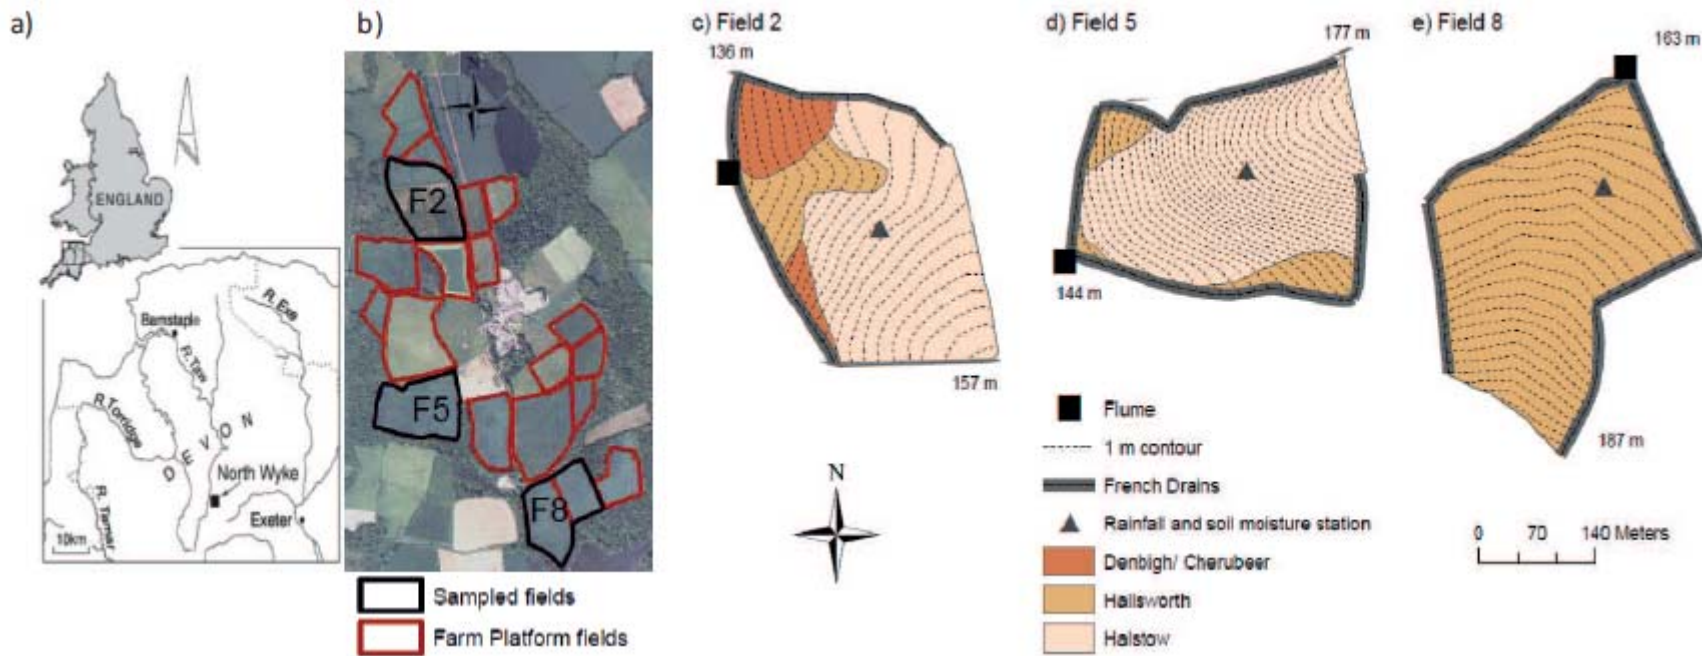 a)
ENGLAND
Barnstaple
R. Exe
R. Taw
R. Torridge
DEVON
North Wyke
R. Tamar
Exeter
10km
b)
F2
F5
F8
Sampled fields
Farm Platform fields
c) Field 2
136 m
157 m
d) Field 5
177 m
144 m
e) Field 8
163 m
187 m
N
Flume
1 m contour
French Drains
Rainfall and soil moisture station
Denbigh/ Cherubeer
Hallsworth
Halstow
0 70 140 Meters